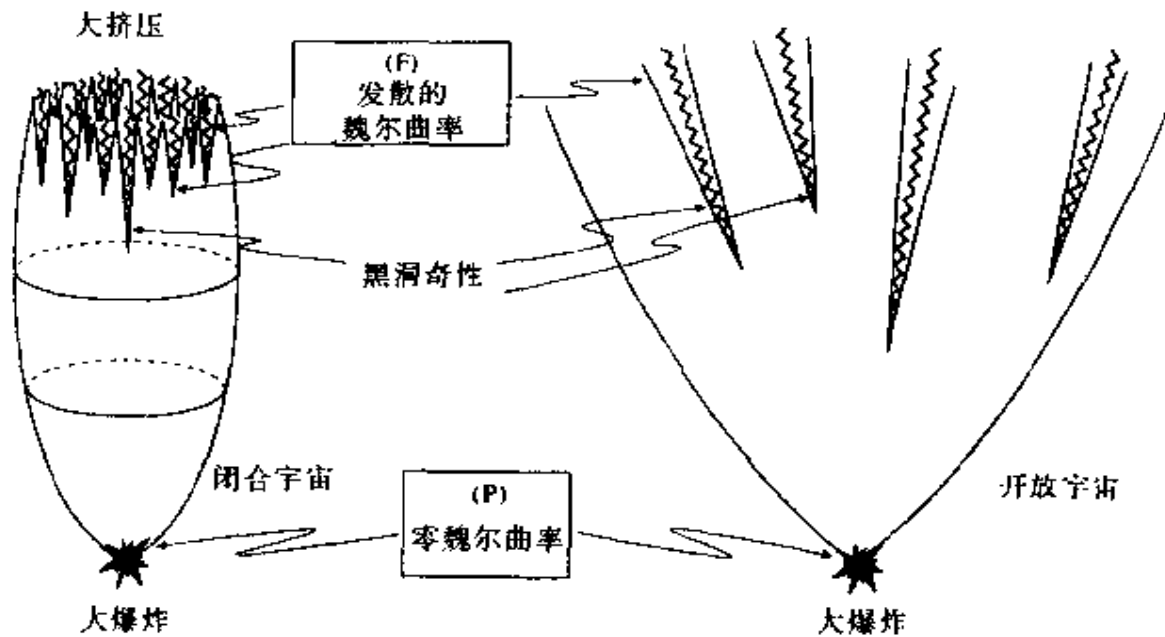 大挤压
(F)
发散的
魏尔曲率
黑洞奇性
闭合宇宙
(P)
零魏尔曲率
开放宇宙
大爆炸
大爆炸